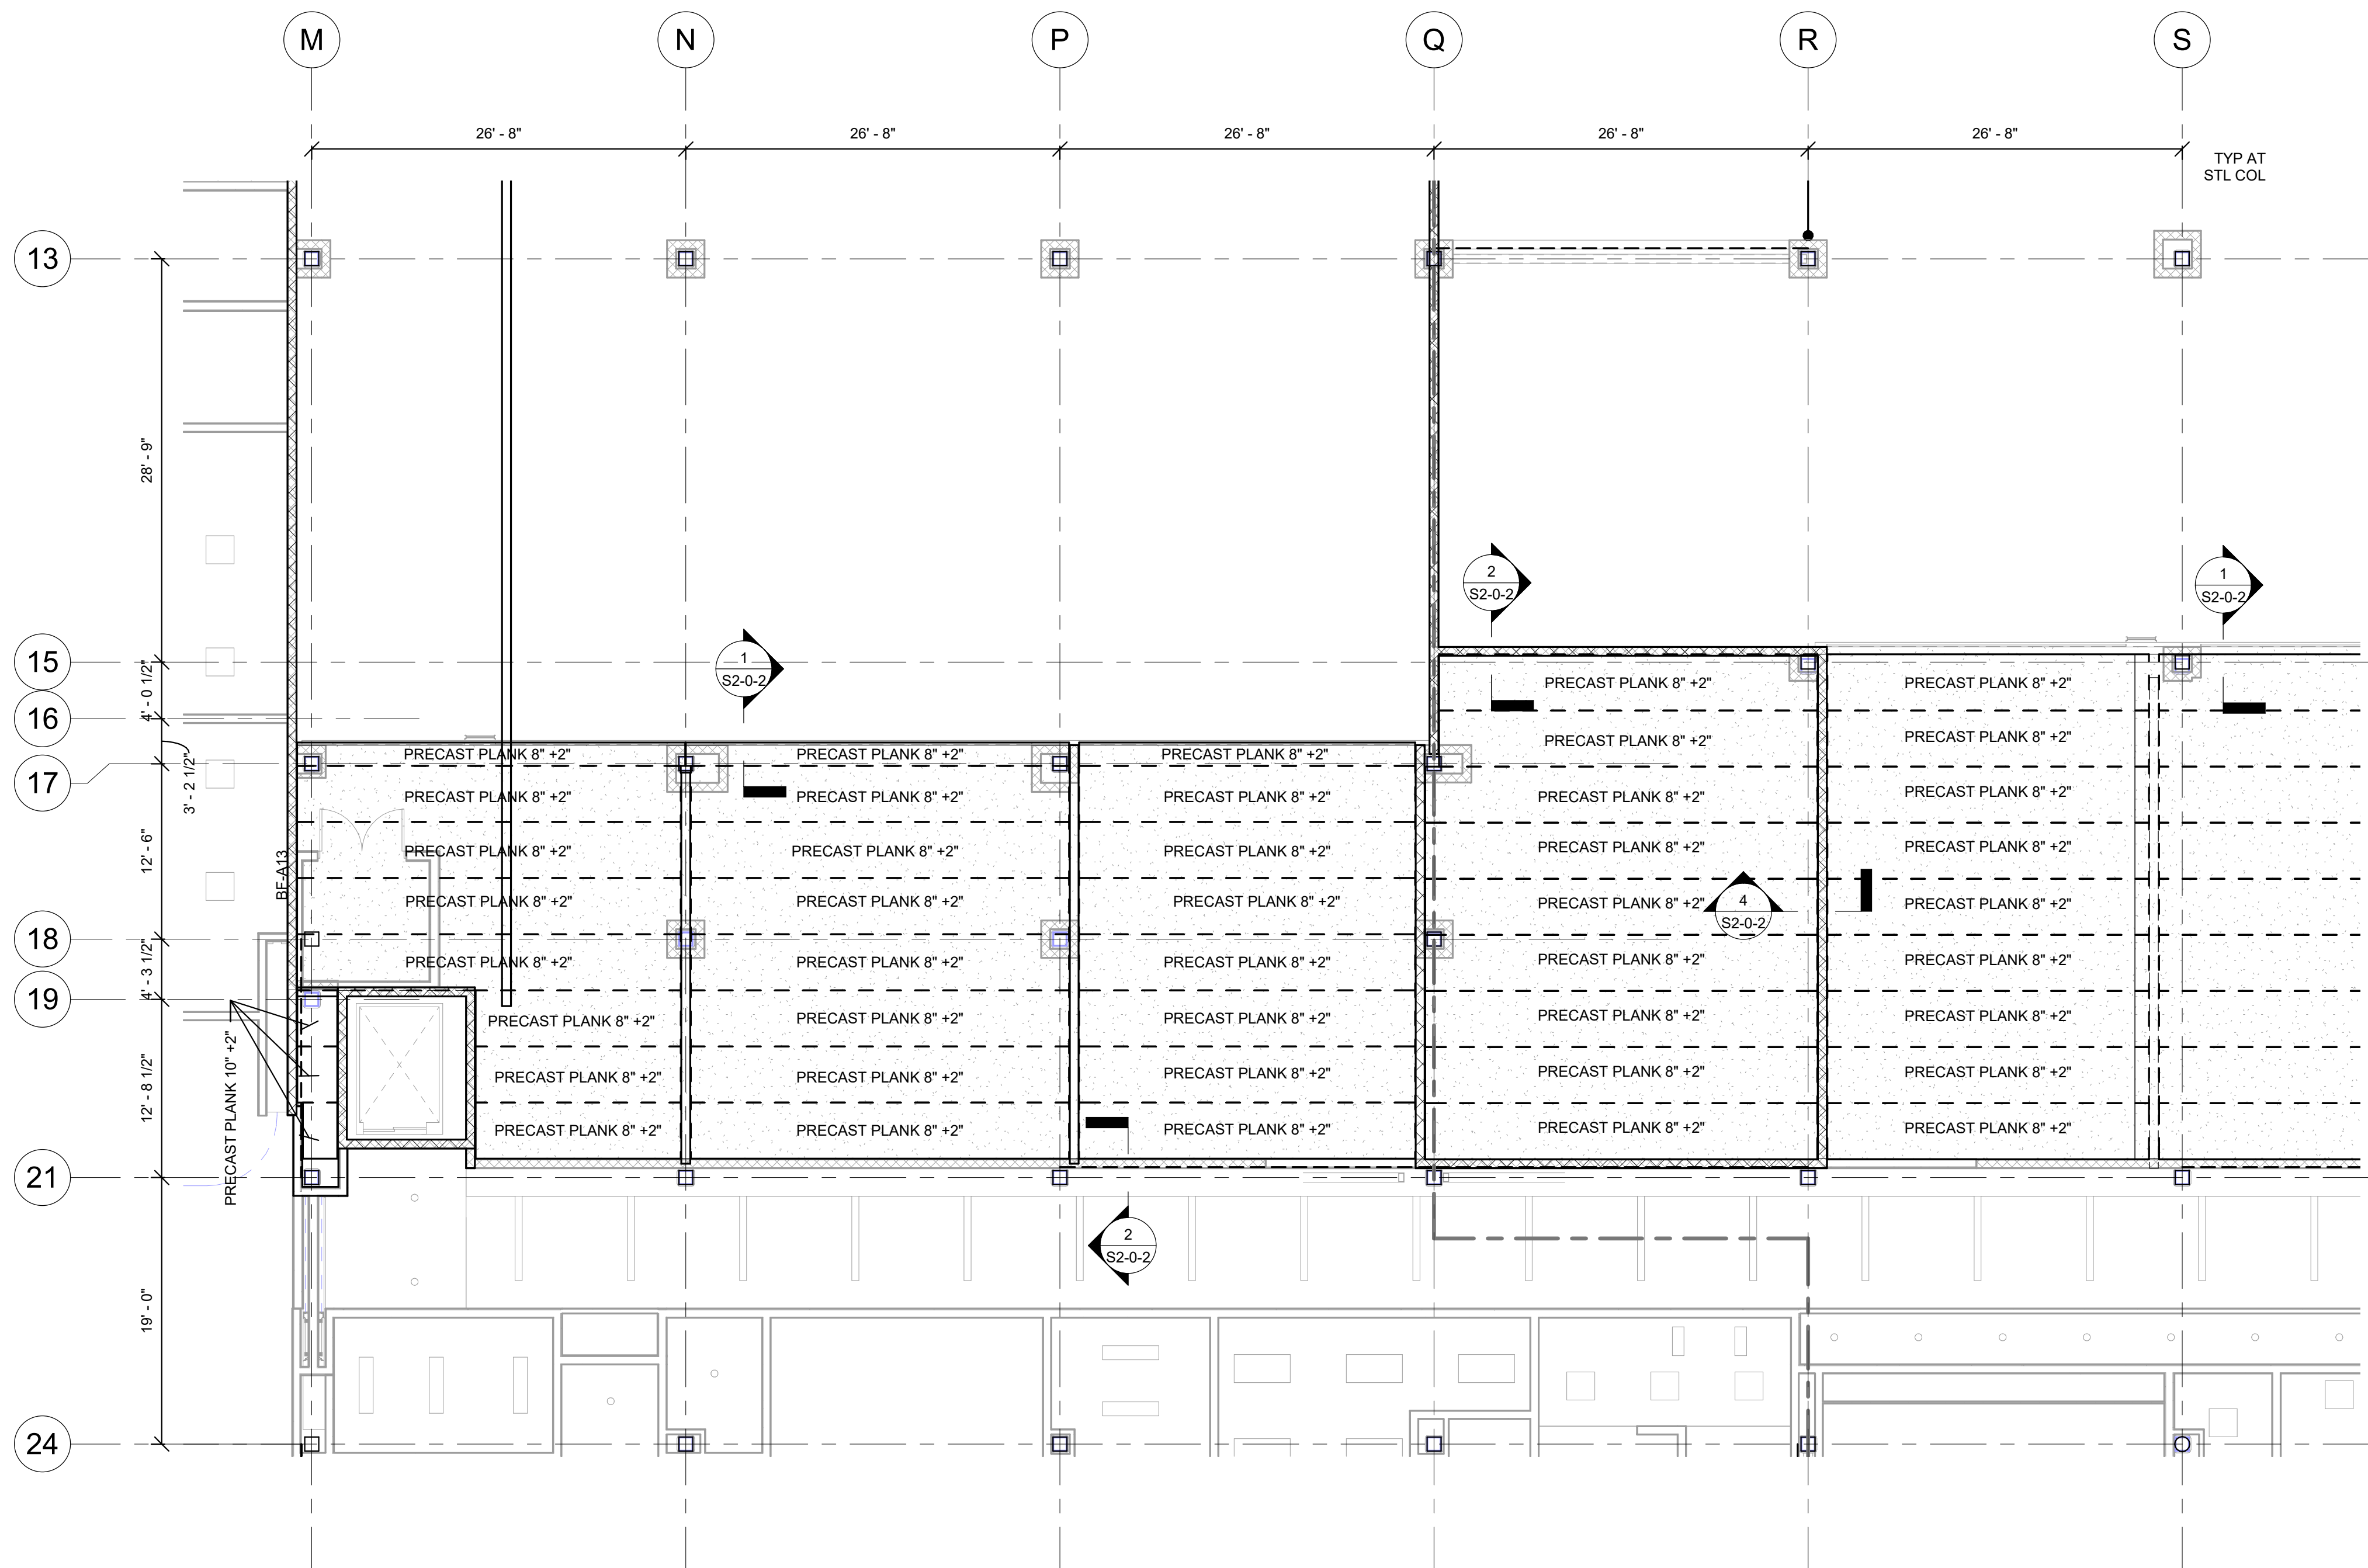 M
N
P
Q
R
S
26' - 8"
26' - 8"
26' - 8"
26' - 8"
26' - 8"
TYP AT
STL COL
13
28' - 9"
2
S2-0-2
1
S2-0-2
15
1
S2-0-2
4' - 0 1/2"
16
PRECAST PLANK 8" +2"
PRECAST PLANK 8" +2"
PRECAST PLANK 8" +2"
PRECAST PLANK 8" +2"
PRECAST PLANK 8" +2"
PRECAST PLANK 8" +2"
PRECAST PLANK 8" +2"
17
3' - 2 1/2"
PRECAST PLANK 8" +2"
PRECAST PLANK 8" +2"
PRECAST PLANK 8" +2"
PRECAST PLANK 8" +2"
PRECAST PLANK 8" +2"
12' - 6"
BF-A13
PRECAST PLANK 8" +2"
PRECAST PLANK 8" +2"
PRECAST PLANK 8" +2"
PRECAST PLANK 8" +2"
PRECAST PLANK 8" +2"
PRECAST PLANK 8" +2"
PRECAST PLANK 8" +2"
PRECAST PLANK 8" +2"
PRECAST PLANK 8" +2"
4
S2-0-2
PRECAST PLANK 8" +2"
18
4' - 3 1/2"
PRECAST PLANK 8" +2"
PRECAST PLANK 8" +2"
PRECAST PLANK 8" +2"
PRECAST PLANK 8" +2"
PRECAST PLANK 8" +2"
19
PRECAST PLANK 8" +2"
PRECAST PLANK 8" +2"
PRECAST PLANK 8" +2"
PRECAST PLANK 8" +2"
PRECAST PLANK 8" +2"
12' - 8 1/2"
PRECAST PLANK 10" +2"
PRECAST PLANK 8" +2"
PRECAST PLANK 8" +2"
PRECAST PLANK 8" +2"
PRECAST PLANK 8" +2"
PRECAST PLANK 8" +2"
PRECAST PLANK 8" +2"
PRECAST PLANK 8" +2"
PRECAST PLANK 8" +2"
PRECAST PLANK 8" +2"
PRECAST PLANK 8" +2"
21
2
S2-0-2
19' - 0"
24